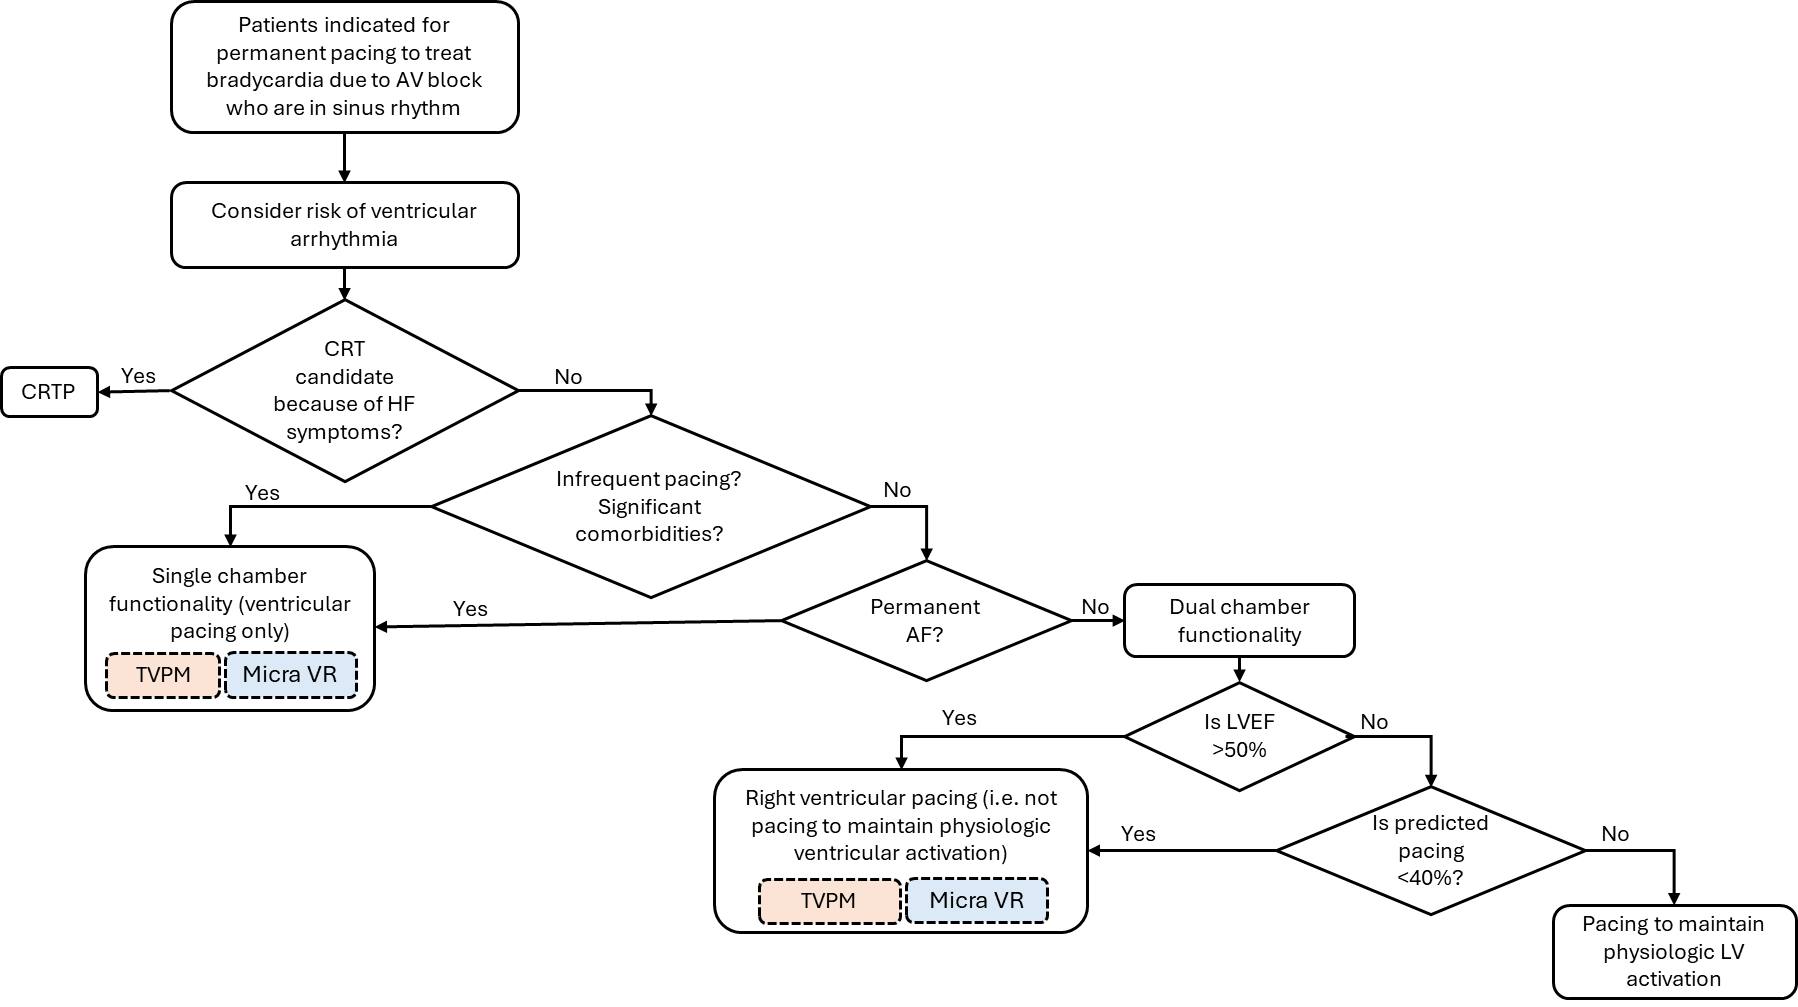 Patients indicated for
permanent pacing to treat
bradycardia due to AV block
who are in sinus rhythm
Consider risk of ventricular
arrhythmia
CRT
candidate
because of HF
symptoms?
Yes
CRTP
No
Infrequent pacing?
Significant
comorbidities?
Yes
No
Single chamber
functionality (ventricular
pacing only)
TVPM
Micra VR
Permanent
AF?
Yes
No
Dual chamber
functionality
Is LVEF
>50%
Yes
No
Right ventricular pacing (i.e. not
pacing to maintain physiologic
ventricular activation)
TVPM
Micra VR
Is predicted
pacing
<40%?
Yes
No
Pacing to maintain
physiologic LV
activation